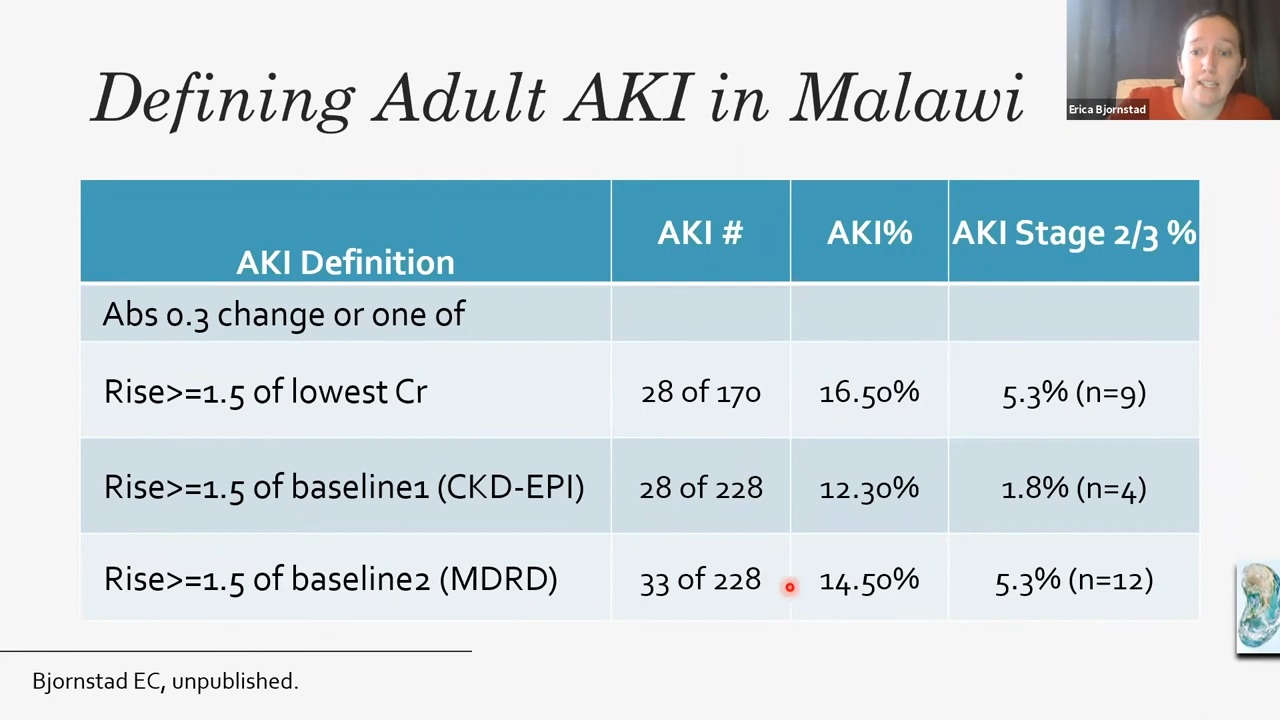 Defining Adult AKI in Malawi
Erica Bjornstad
AKI Definition AKI # AKI% AKI Stage 2/3 %
Abs 0.3 change or one of
Rise>=1.5 of lowest Cr 28 of 170 16.50% 5.3% (n=9)
Rise>=1.5 of baseline1 (CKD-EPI) 28 of 228 12.30% 1.8% (n=4)
Rise>=1.5 of baseline2 (MDRD) 33 of 228 14.50% 5.3% (n=12)
Bjornstad EC, unpublished.